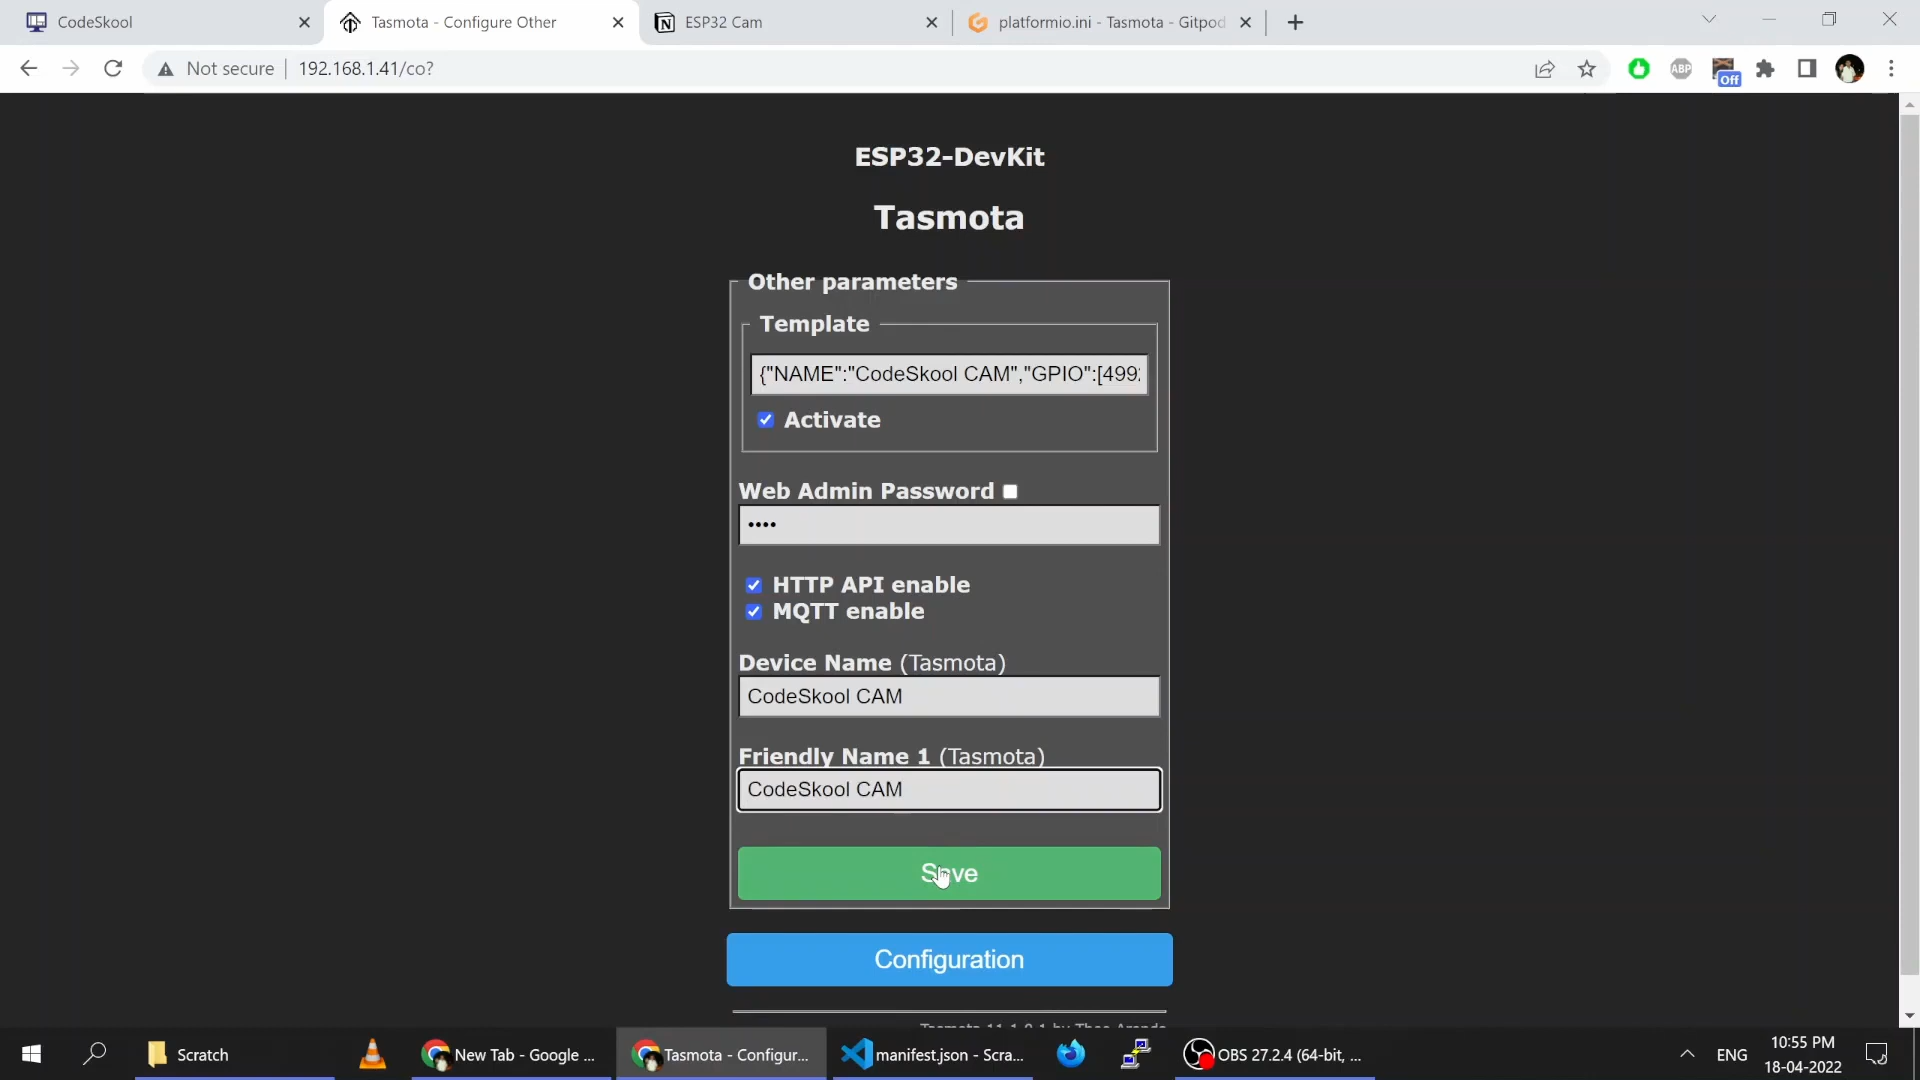 CodeSkool
Tasmota - Configure Other
ESP32 Cam
platformio.ini - Tasmota - Gitpod
Not secure
192.168.1.41/co?
ABP
Off
ESP32-DevKit
Tasmota
Other parameters
Template
{"NAME":"CodeSkool CAM","GPIO":[4992
Activate
Web Admin Password
••••
HTTP API enable
MQTT enable
Device Name (Tasmota)
CodeSkool CAM
Friendly Name 1 (Tasmota)
CodeSkool CAM
Save
Configuration
Scratch
New Tab - Google ...
Tasmota - Configur...
manifest.json - Scra...
OBS 27.2.4 (64-bit, ...
ENG
10:55 PM
18-04-2022